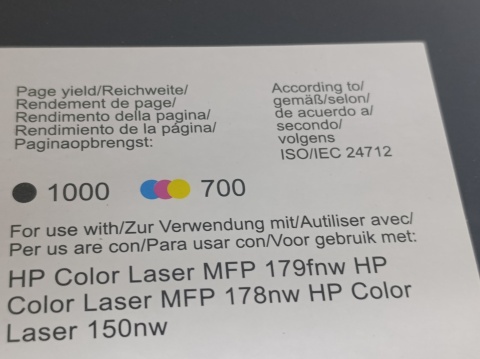 Page yield/Reichweite/
Rendement de page/
Rendimento della pagina/
Rendimiento de la página/
Paginaopbrengst:
According to/
gemäß/selon/
de acuerdo a/
secondo/
volgens
ISO/IEC 24712
1000 700
For use with/Zur Verwendung mit/Autiliser avec/
Per us are con/Para usar con/Voor gebruik met:
HP Color Laser MFP 179fnw HP
Color Laser MFP 178nw HP Color
Laser 150nw